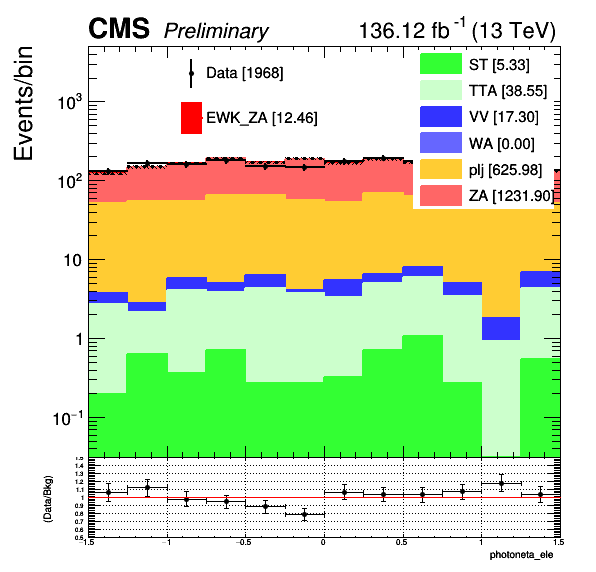 CMS Preliminary 136.12 fb⁻¹ (13 TeV)
Events/bin
10³
10²
10
1
10⁻¹
Data [1968]
EWK_ZA [12.46]
ST [5.33]
TTA [38.55]
VV [17.30]
WA [0.00]
plj [625.98]
ZA [1231.90]
(Data/Bkg)
1.5
1.4
1.3
1.2
1.1
1
0.9
0.8
0.7
0.6
0.5
−1.5 −1 −0.5 0 0.5 1 1.5
photoneta_ele